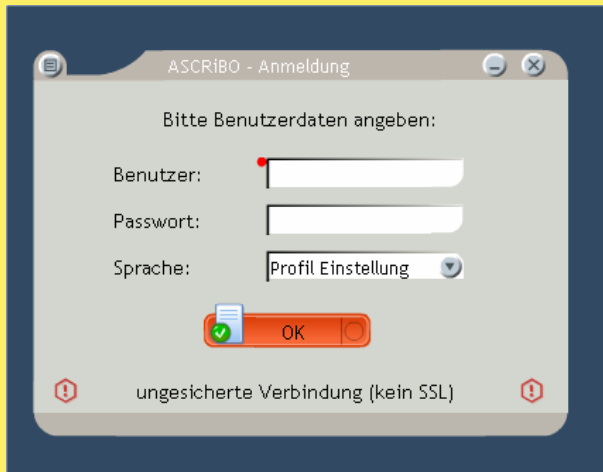 ASCRiBO - Anmeldung
Bitte Benutzerdaten angeben:
Benutzer:
Passwort:
Sprache: Profil Einstellung
OK
ungesicherte Verbindung (kein SSL)